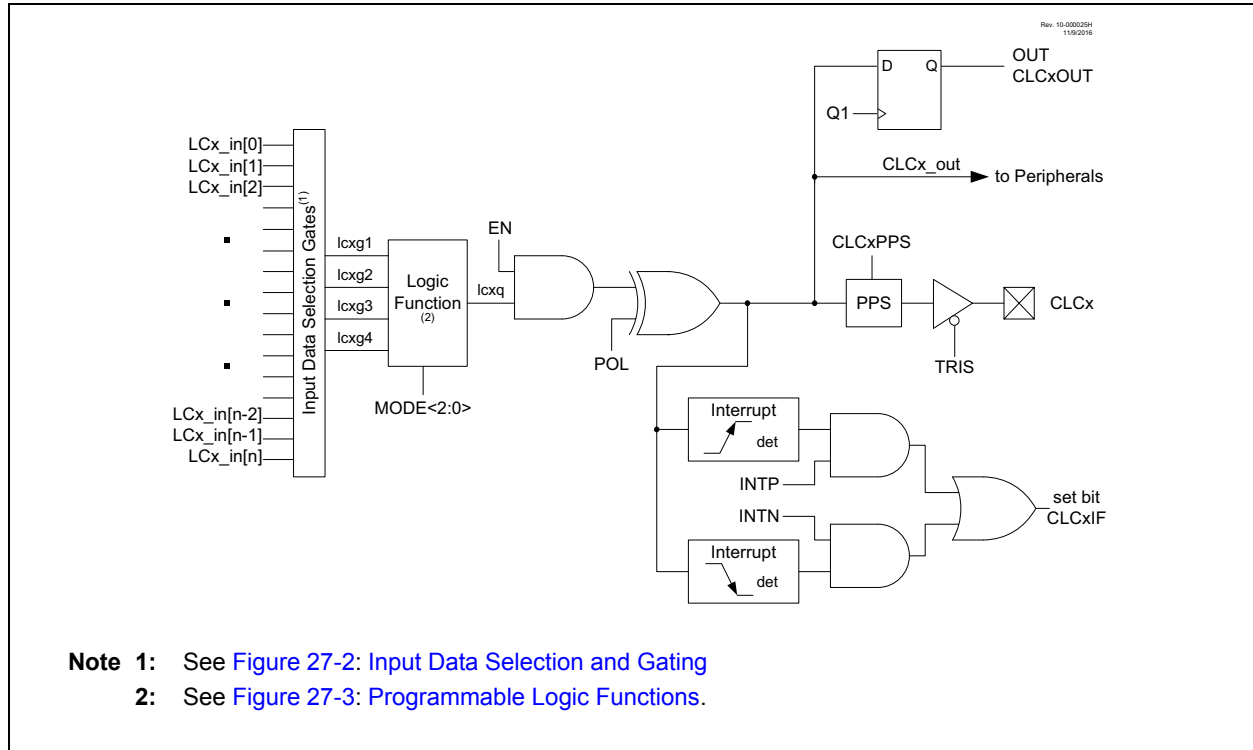 Rev. 10-000025H
11/9/2016
OUT
CLCxOUT
D
Q
Q1
CLCx_out
to Peripherals
LCx_in[0]
LCx_in[1]
LCx_in[2]
Input Data Selection Gates(1)
lcxg1
lcxg2
lcxg3
lcxg4
Logic
Function
(2)
MODE<2:0>
lcxq
EN
POL
CLCxPPS
PPS
CLCx
TRIS
LCx_in[n-2]
LCx_in[n-1]
LCx_in[n]
Interrupt
det
INTP
INTN
Interrupt
det
set bit
CLCxIF
Note 1: See Figure 27-2: Input Data Selection and Gating
2: See Figure 27-3: Programmable Logic Functions.